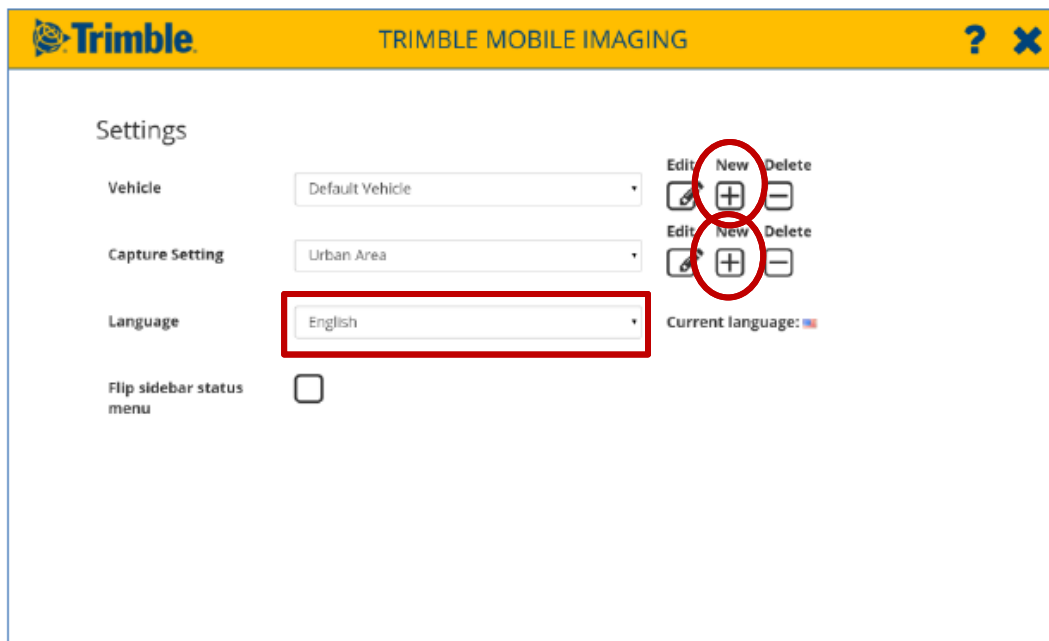 Trimble. TRIMBLE MOBILE IMAGING ?
Settings
Edit New Delete
Vehicle Default Vehicle
Edit New Delete
Capture Setting Urban Area
Language English Current language:
Flip sidebar status
menu